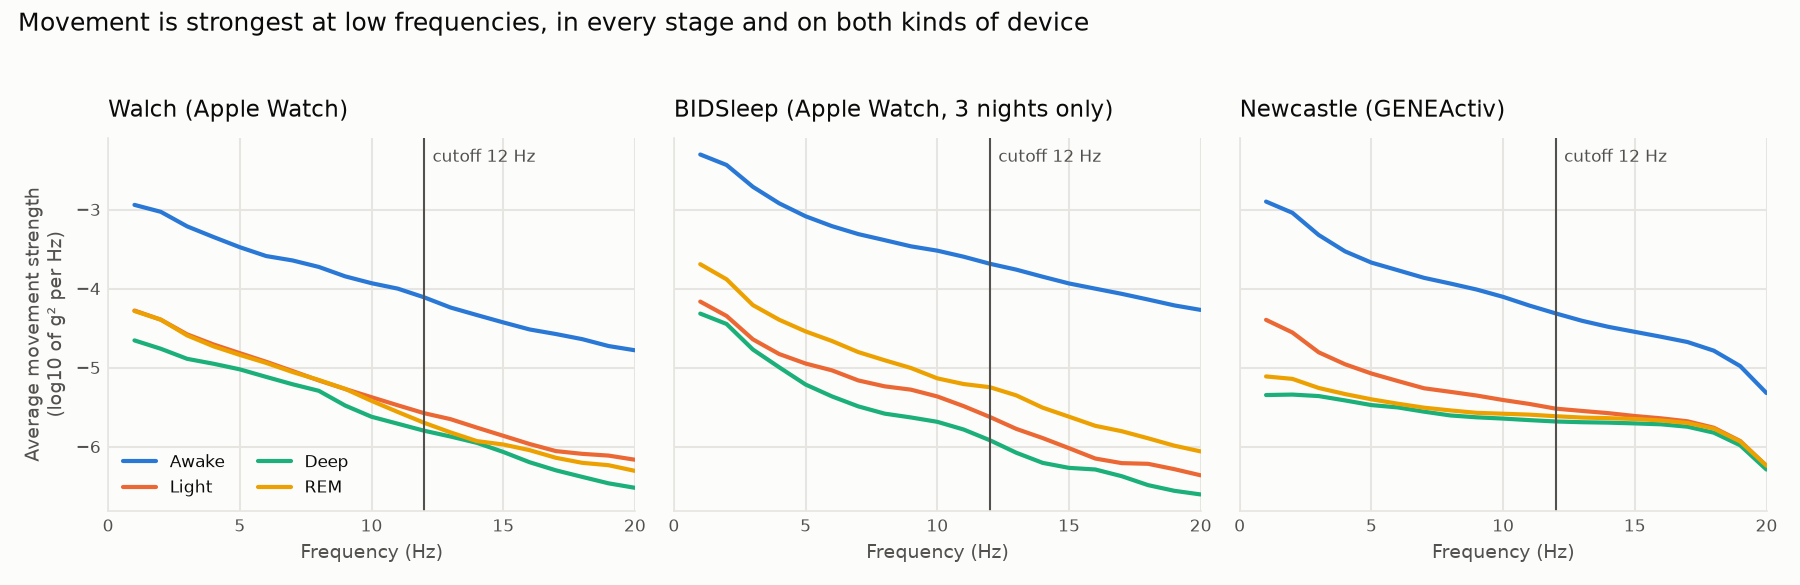 Movement is strongest at low frequencies, in every stage and on both kinds of device
Walch (Apple Watch)
BIDSleep (Apple Watch, 3 nights only)
Newcastle (GENEActiv)
cutoff 12 Hz
cutoff 12 Hz
cutoff 12 Hz
Average movement strength
(log10 of g² per Hz)
−3
−4
−5
−6
Awake
Deep
Light
REM
0 5 10 15 20
0 5 10 15 20
0 5 10 15 20
Frequency (Hz)
Frequency (Hz)
Frequency (Hz)